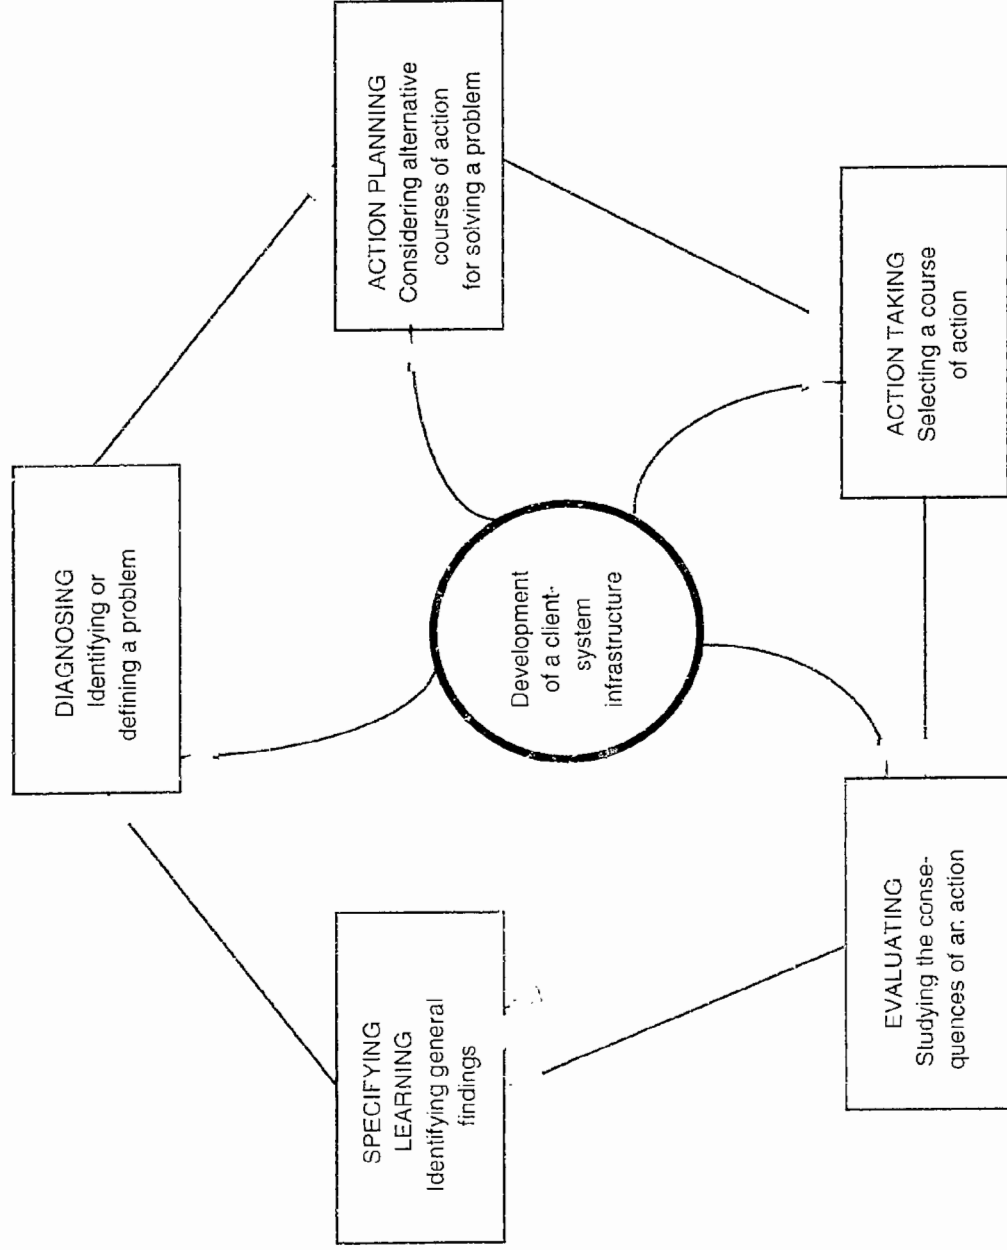 DIAGNOSING
Identifying or
defining a problem
ACTION PLANNING
Considering alternative
courses of action
for solving a problem
ACTION TAKING
Selecting a course
of action
EVALUATING
Studying the conse-
quences of an action
SPECIFYING
LEARNING
Identifying general
findings
Development
of a client-
system
infrastructure